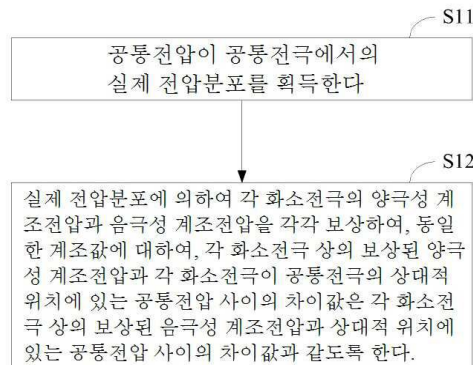 S11
공통전압이 공통전극에서의
실제 전압분포를 획득한다
S12
실제 전압분포에 의하여 각 화소전극의 양극성 계
조전압과 음극성 계조전압을 각각 보상하여, 동일
한 계조값에 대하여, 각 화소전극 상의 보상된 양극
성 계조전압과 각 화소전극이 공통전극의 상대적
위치에 있는 공통전압 사이의 차이값은 각 화소전
극 상의 보상된 음극성 계조전압과 상대적 위치에
있는 공통전압 사이의 차이값과 같도록 한다.